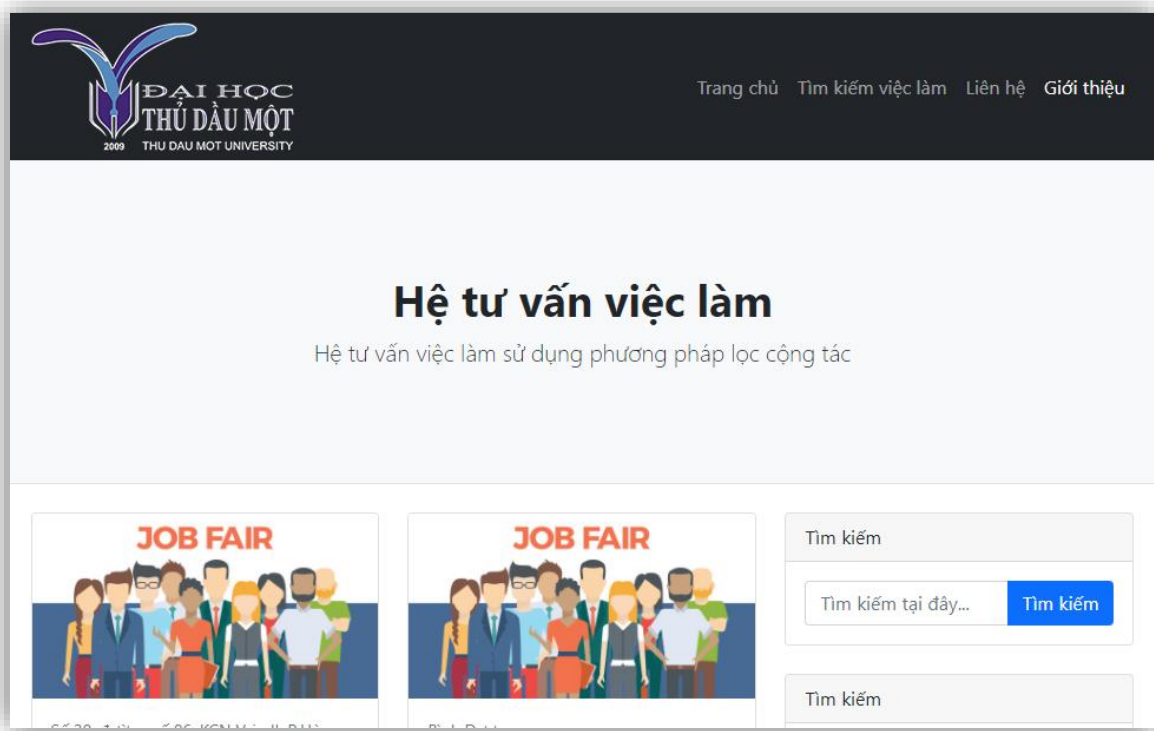 ĐẠI HỌC
THỦ DẦU MỘT
2009 THU DAU MOT UNIVERSITY
Trang chủ Tìm kiếm việc làm Liên hệ Giới thiệu
Hệ tư vấn việc làm
Hệ tư vấn việc làm sử dụng phương pháp lọc cộng tác
JOB FAIR
JOB FAIR
Tìm kiếm
Tìm kiếm tại đây... Tìm kiếm
Tìm kiếm